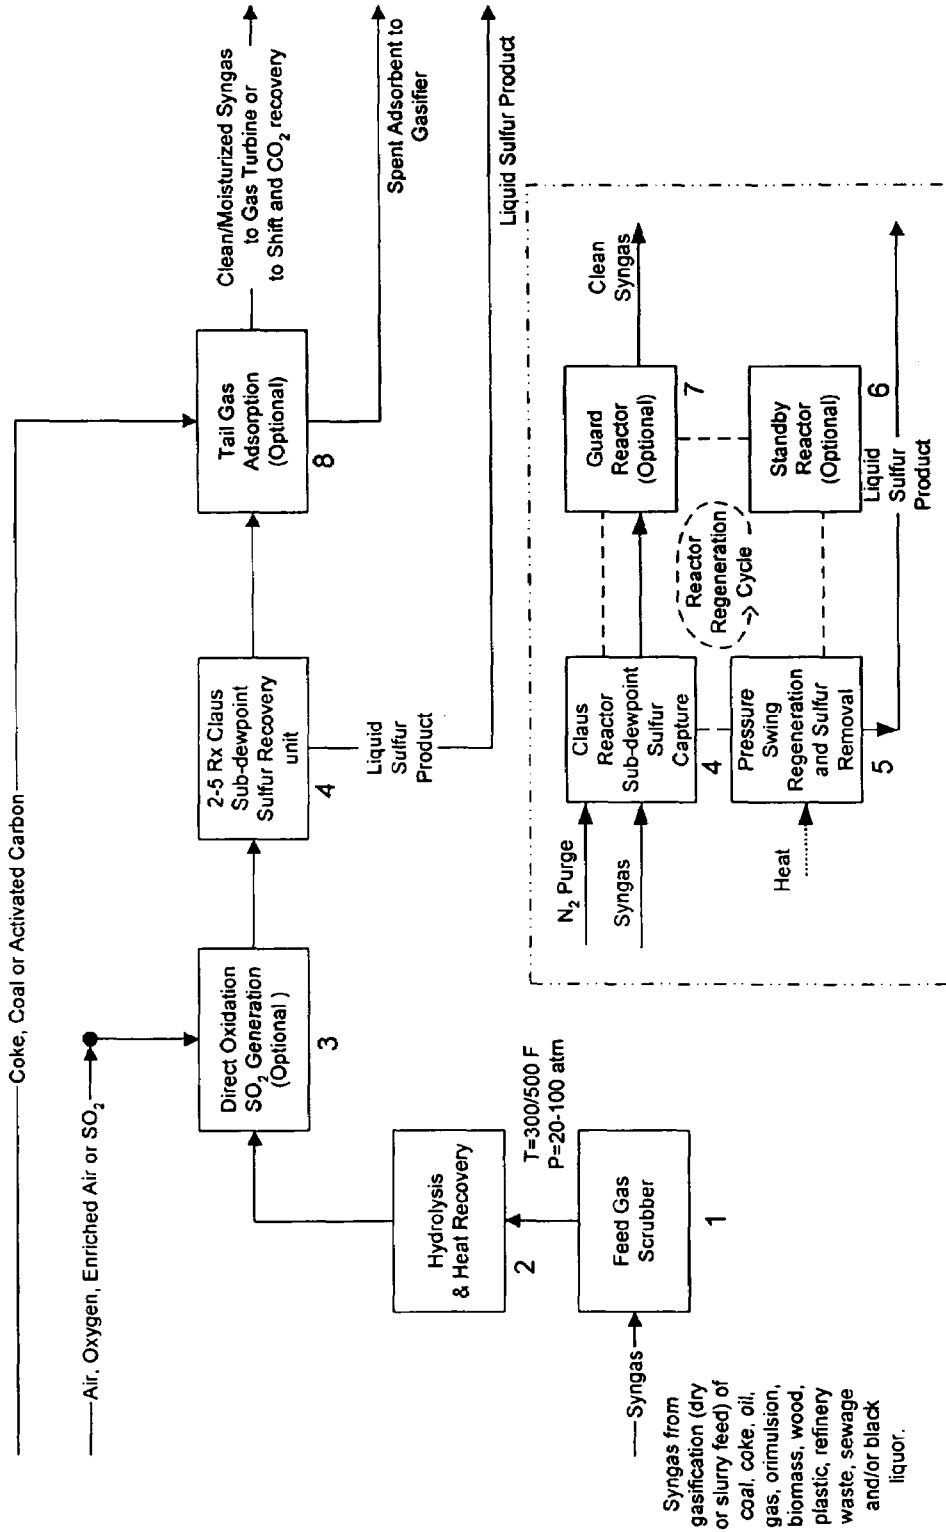 Coke, Coal or Activated Carbon
Air, Oxygen, Enriched Air or SO2
Syngas
Syngas from
gasification (dry
or slurry feed) of
coal, coke, oil,
gas, orimulsion,
biomass, wood,
plastic, refinery
waste, sewage
and/or black
liquor.
Feed Gas
Scrubber
1
T=300/500 F
P=20-100 atm
Hydrolysis
& Heat Recovery
2
Direct Oxidation
SO2 Generation
(Optional )
3
2-5 Rx Claus
Sub-dewpoint
Sulfur Recovery
unit
4
Liquid
Sulfur
Product
Tail Gas
Adsorption
(Optional)
8
Clean/Moisturized Syngas
to Gas Turbine or
to Shift and CO2 recovery
Spent Adsorbent to
Gasifier
Liquid Sulfur Product
N2 Purge
Syngas
Claus
Reactor
Sub-dewpoint
Sulfur
Capture
4
Guard
Reactor
(Optional)
7
Clean
Syngas
Reactor
Regeneration
Cycle
Heat
Pressure
Swing
Regeneration
and Sulfur
Removal
5
Standby
Reactor
(Optional)
6
Liquid
Sulfur
Product